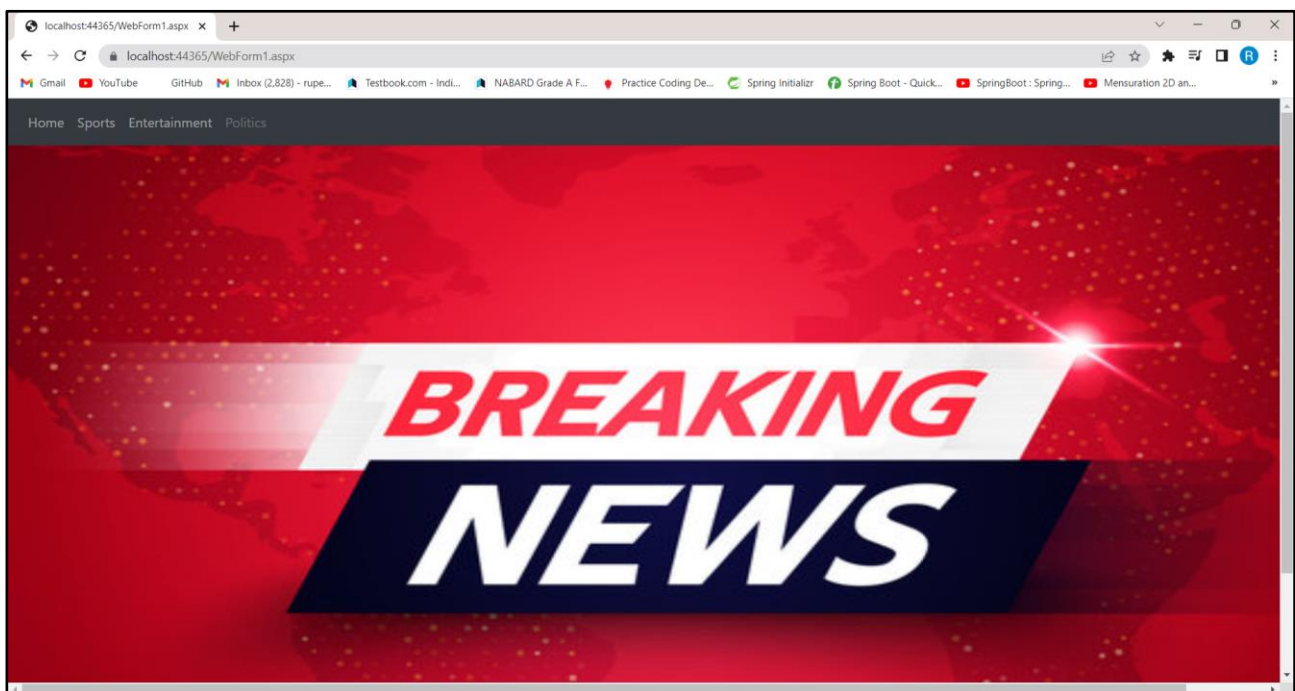 localhost:44365/WebForm1.aspx
localhost:44365/WebForm1.aspx R
Gmail YouTube GitHub Inbox (2,828) - rupe... Testbook.com - Indi... NABARD Grade A F... Practice Coding De... Spring Initializr Spring Boot - Quick... SpringBoot : Spring... Mensuration 2D an... »
Home Sports Entertainment Politics
BREAKING
NEWS